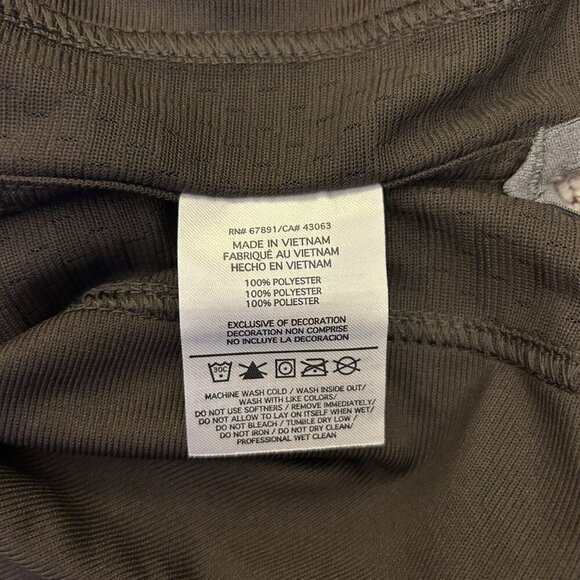 RN# 67891/CA# 43063
MADE IN VIETNAM
FABRIQUÉ AU VIETNAM
HECHO EN VIETNAM
100% POLYESTER
100% POLYESTER
100% POLIESTER
EXCLUSIVE OF DECORATION
DECORATION NON COMPRISE
NO INCLUYE DECORACIÓN
30C
MACHINE WASH COLD / WASH INSIDE OUT/
WASH WITH LIKE COLORS/
DO NOT USE SOFTNERS / REMOVE IMMEDIATELY/
DO NOT ALLOW TO LAY ON ITSELF WHEN WET/
DO NOT BLEACH / TUMBLE DRY LOW/
DO NOT IRON / DO NOT DRY CLEAN/
PROFESSIONAL WET CLEAN